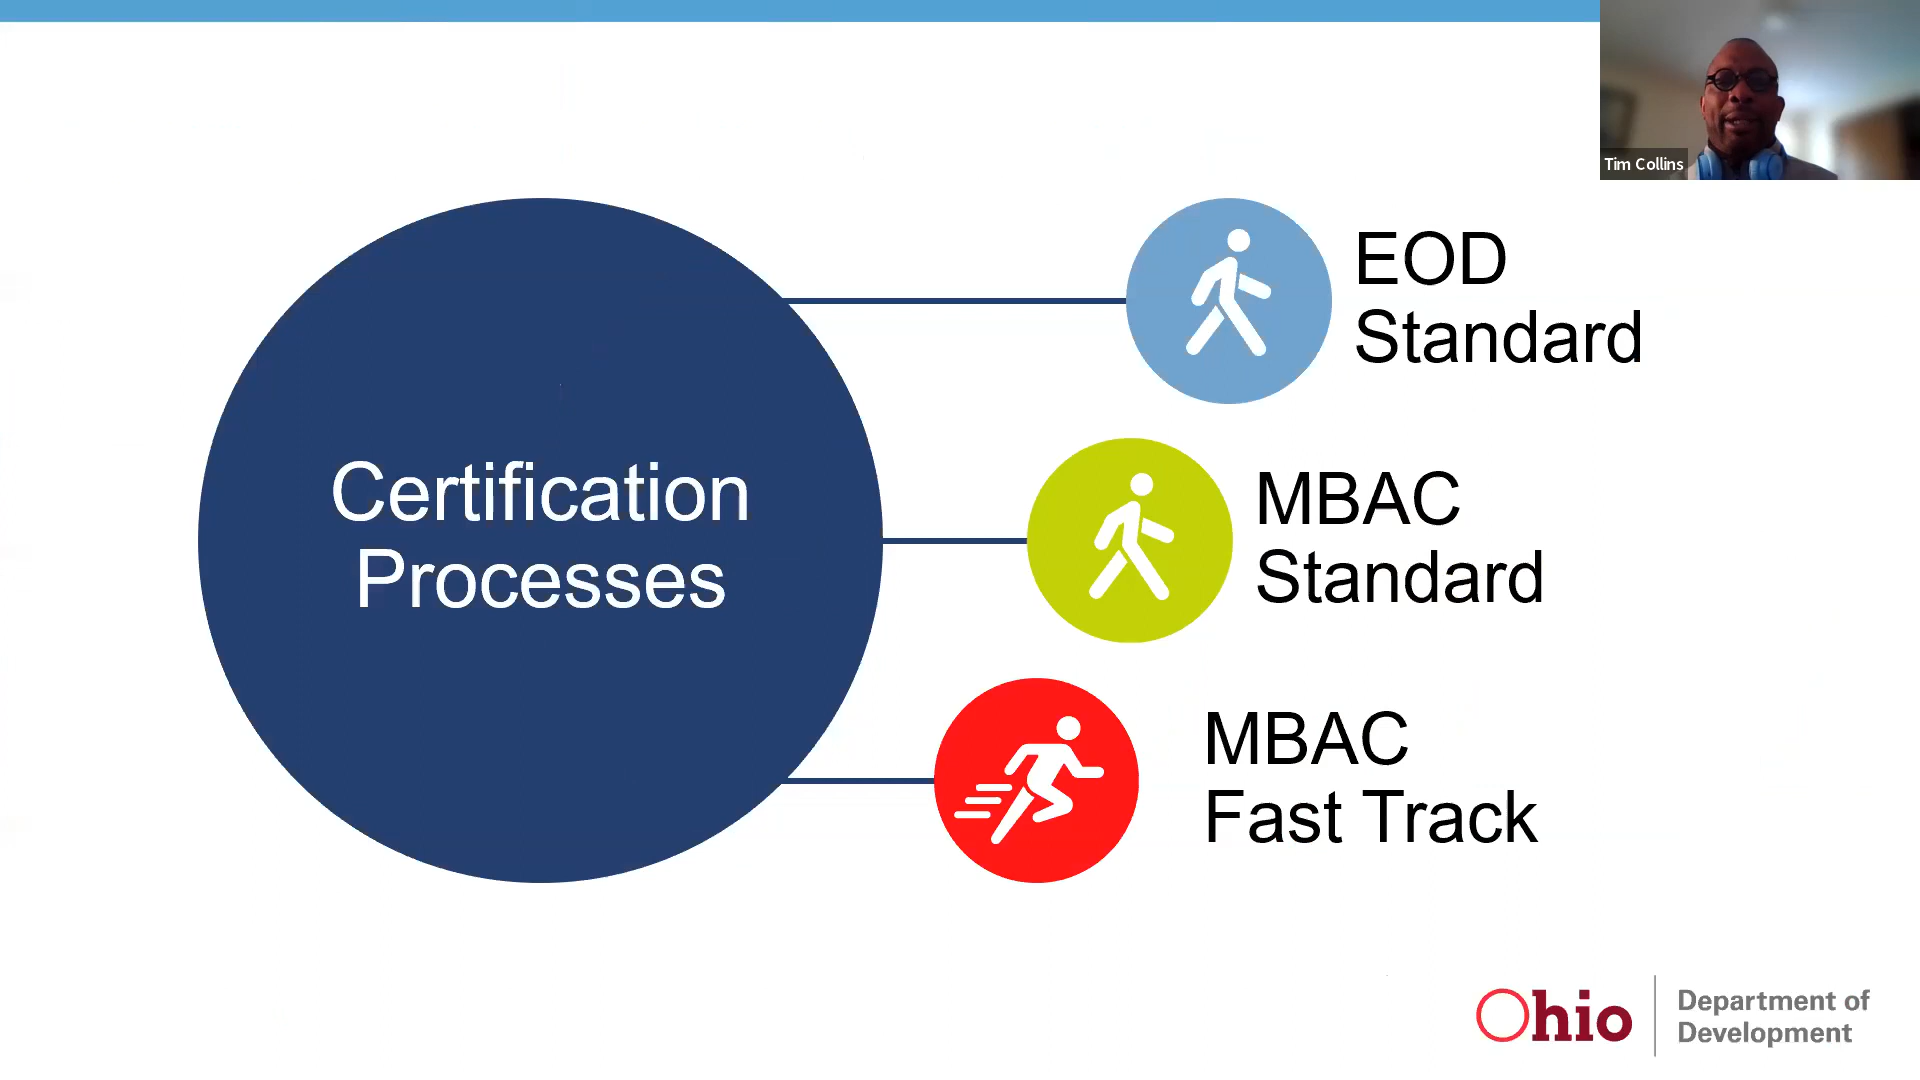 Tim Collins
EOD
Standard
Certification
Processes
MBAC
Standard
MBAC
Fast Track
Ohio
Department of
Development